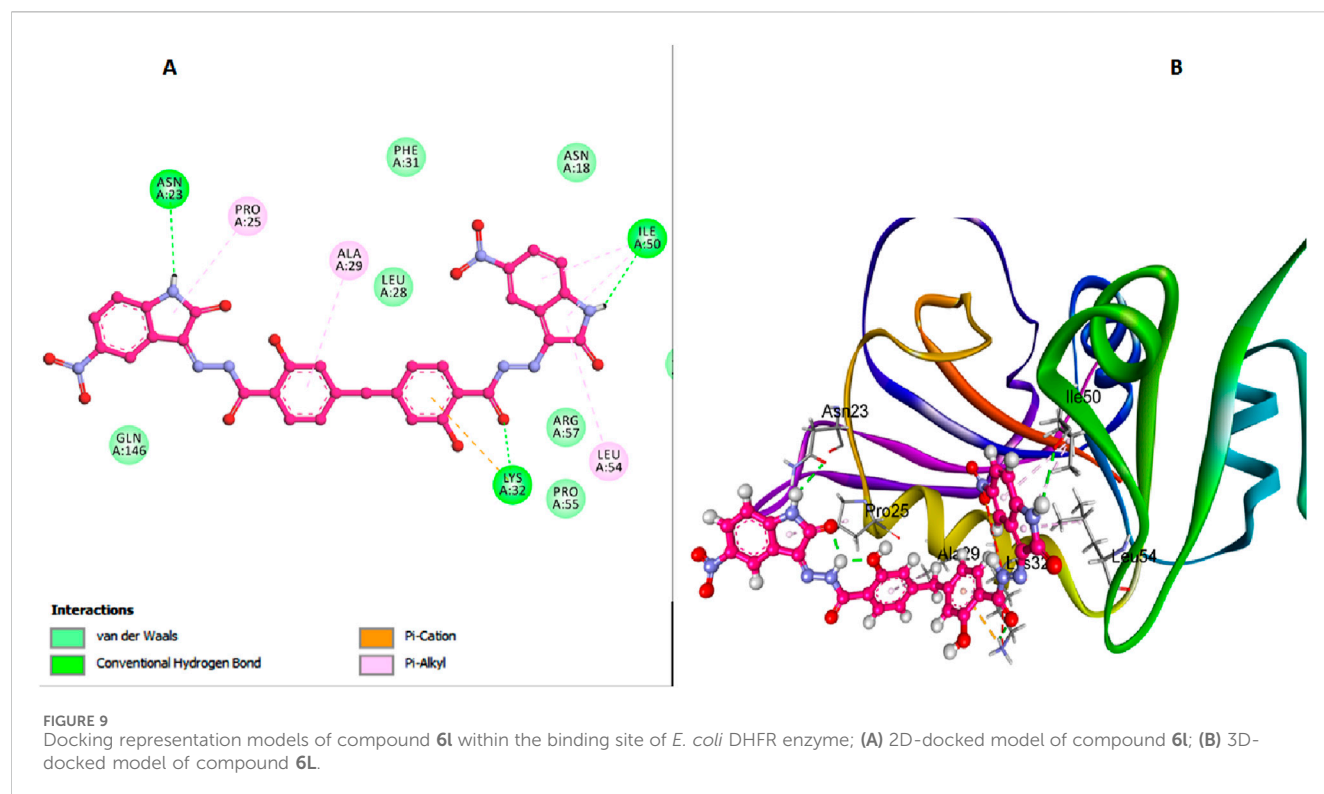 A
B
PHE
A:31
ASN
A:18
ASN
A:23
PRO
A:25
ILE
A:50
ALA
A:29
LEU
A:28
ARG
A:57
GLN
A:146
LEU
A:54
LYS
A:32
PRO
A:55
Ile50
Asn23
Pro25
Ala29
Lys32
Leu54
Interactions
van der Waals
Pi-Cation
Conventional Hydrogen Bond
Pi-Alkyl
FIGURE 9
Docking representation models of compound 6l within the binding site of E. coli DHFR enzyme; (A) 2D-docked model of compound 6l; (B) 3D-
docked model of compound 6L.